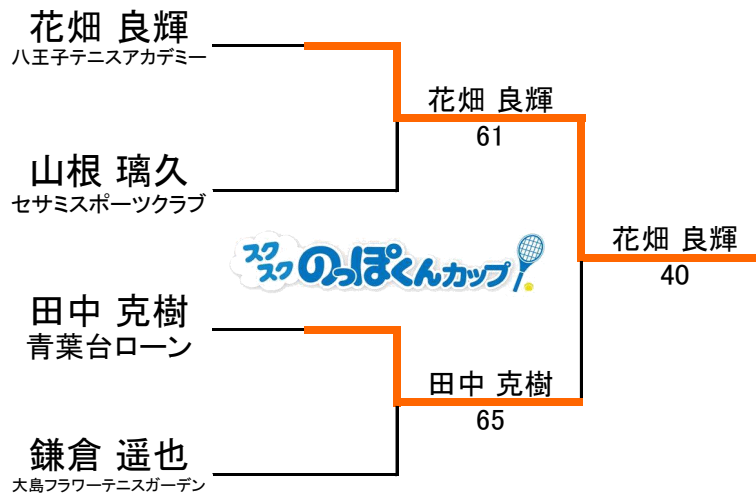 花畑 良輝
八王子テニスアカデミー
花畑 良輝
61
山根 璃久
セサミスポーツクラブ
スクスク のっぽくんカップ
花畑 良輝
40
田中 克樹
青葉台ローン
田中 克樹
65
鎌倉 遥也
大島フラワーテニスガーデン